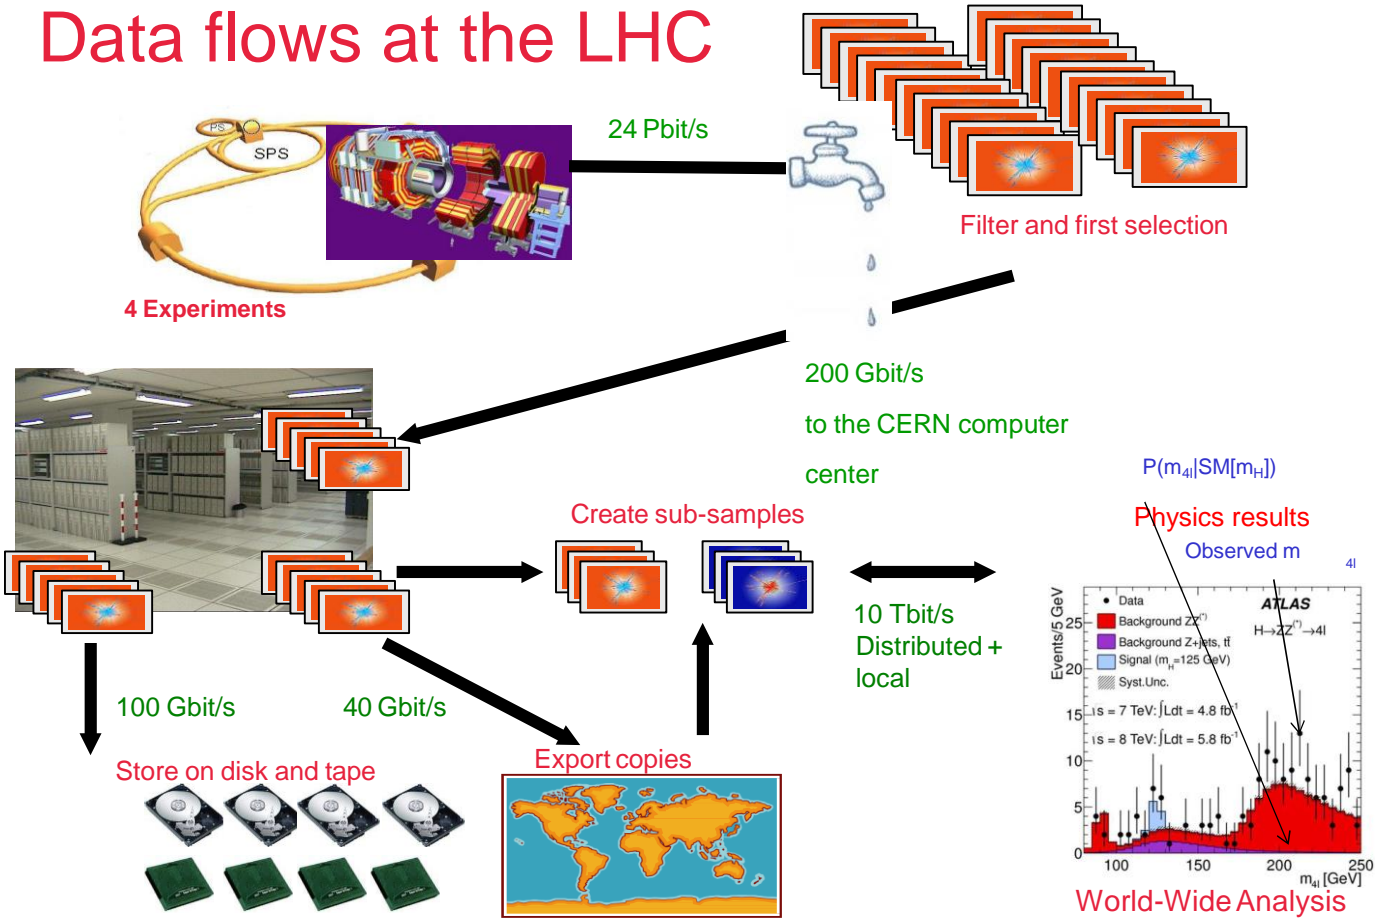 Data flows at the LHC
PS
SPS
24 Pbit/s
Filter and first selection
4 Experiments
200 Gbit/s
to the CERN computer
center
P(m4l|SM[mH])
Physics results
Observed m
4l
Create sub-samples
10 Tbit/s
Distributed +
local
100 Gbit/s
40 Gbit/s
Store on disk and tape
Export copies
Events/5 GeV
Data
ATLAS
Background ZZ(*)
H→ZZ(*)→4l
Background Z+jets, tt̄
Signal (mH=125 GeV)
Syst.Unc.
s = 7 TeV: ∫Ldt = 4.8 fb-1
s = 8 TeV: ∫Ldt = 5.8 fb-1
25
20
15
10
5
0
100
150
200
250
m4l [GeV]
World-Wide Analysis